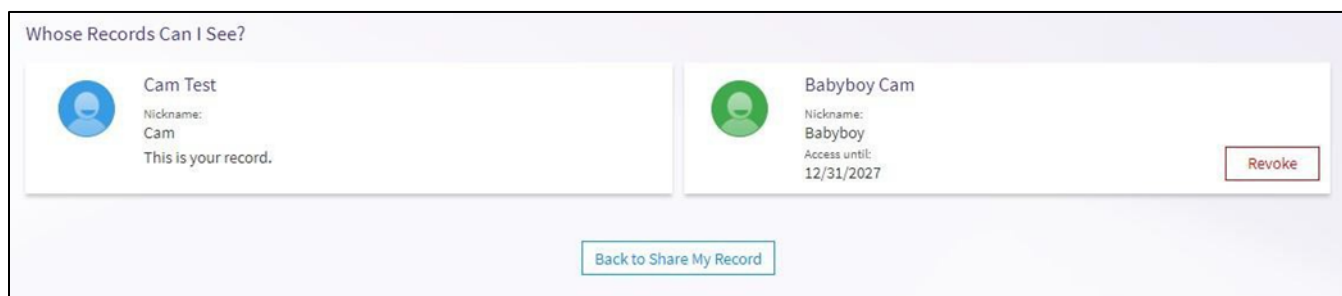 Whose Records Can I See?
Cam Test
Nickname:
Cam
This is your record.
Babyboy Cam
Nickname:
Babyboy
Access until:
12/31/2027
Revoke
Back to Share My Record